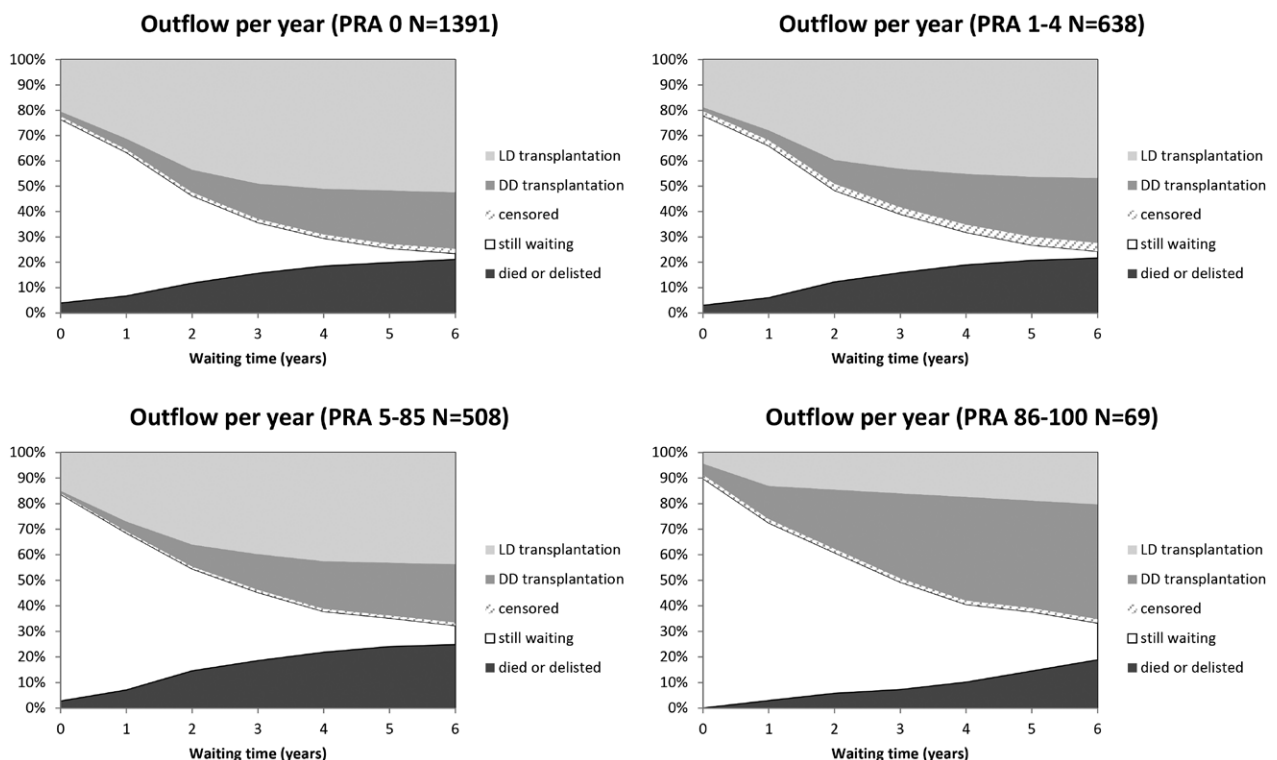 Outflow per year (PRA 0 N=1391)
100%
90%
80%
70%
60%
50%
40%
30%
20%
10%
0%
0 1 2 3 4 5 6
Waiting time (years)
LD transplantation
DD transplantation
censored
still waiting
died or delisted
Outflow per year (PRA 1-4 N=638)
100%
90%
80%
70%
60%
50%
40%
30%
20%
10%
0%
0 1 2 3 4 5 6
Waiting time (years)
LD transplantation
DD transplantation
censored
still waiting
died or delisted
Outflow per year (PRA 5-85 N=508)
100%
90%
80%
70%
60%
50%
40%
30%
20%
10%
0%
0 1 2 3 4 5 6
Waiting time (years)
LD transplantation
DD transplantation
censored
still waiting
died or delisted
Outflow per year (PRA 86-100 N=69)
100%
90%
80%
70%
60%
50%
40%
30%
20%
10%
0%
0 1 2 3 4 5 6
Waiting time (years)
LD transplantation
DD transplantation
censored
still waiting
died or delisted